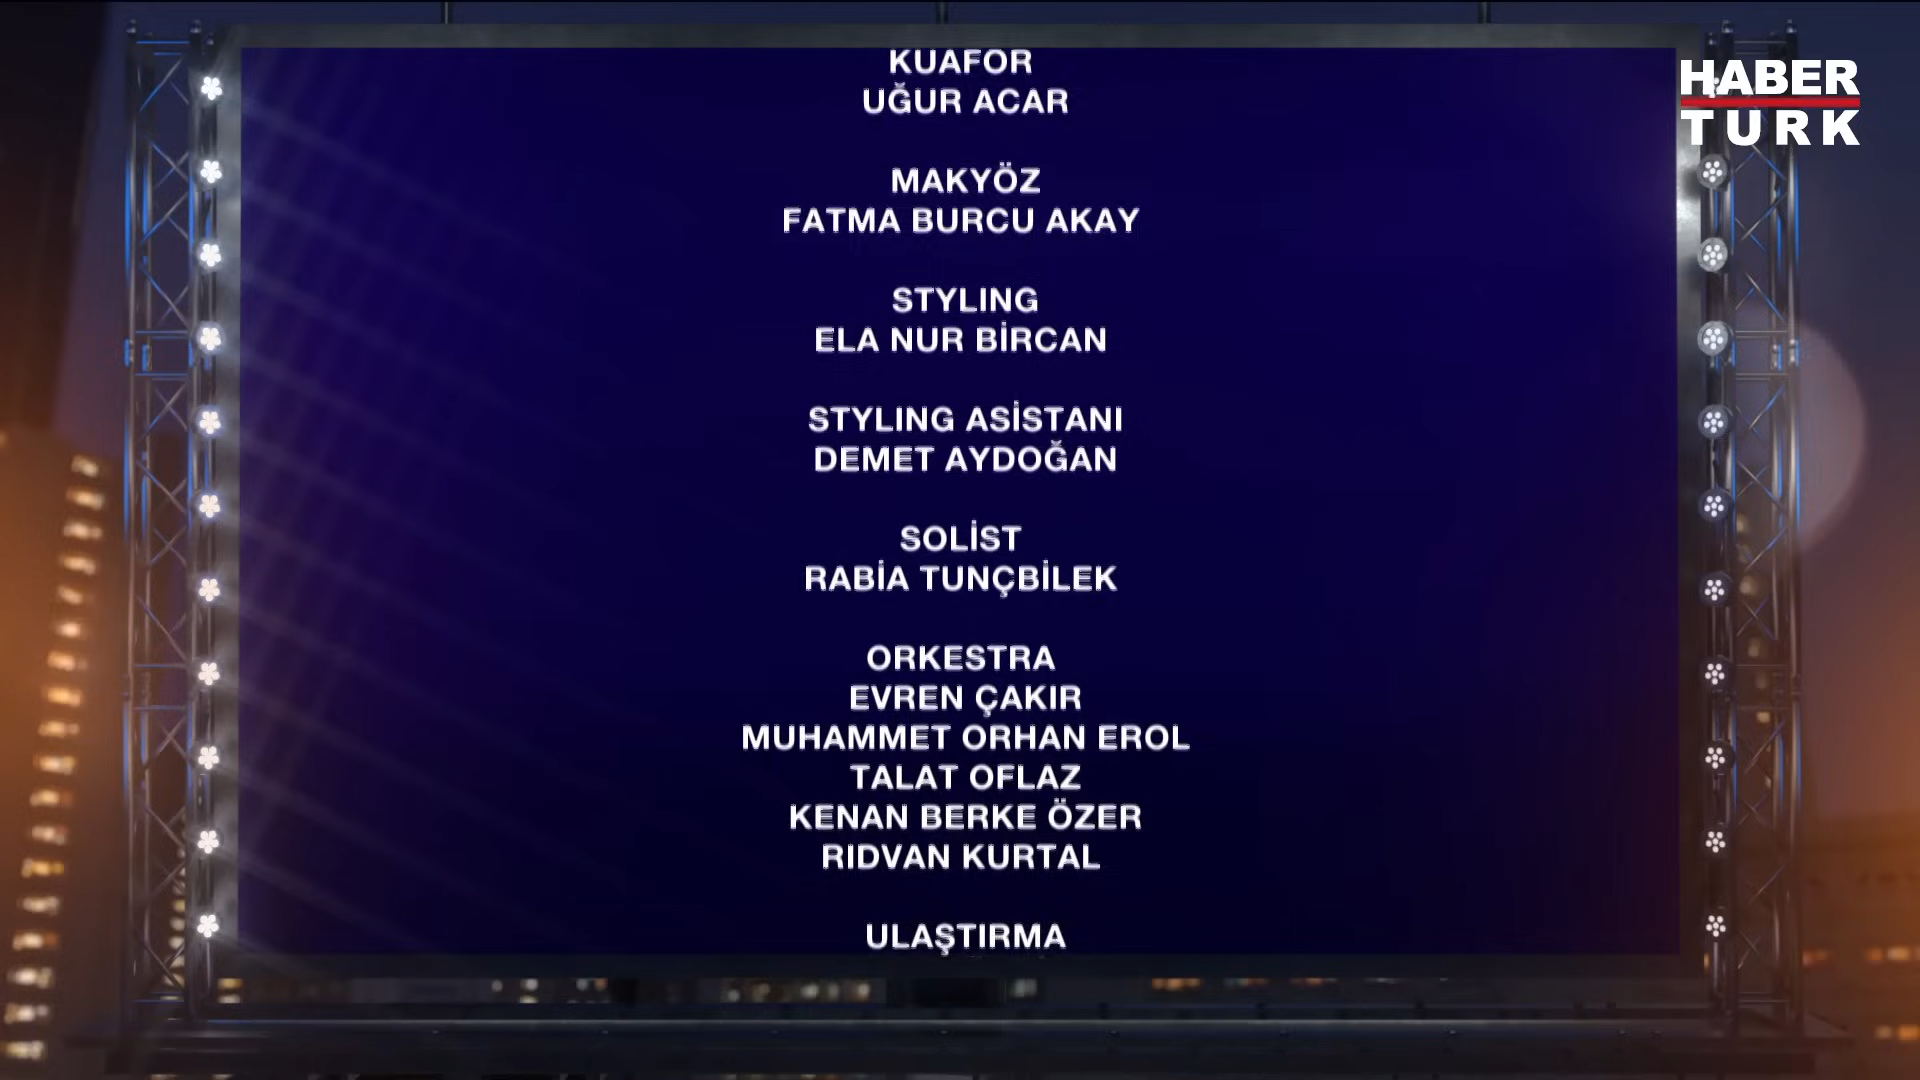 KUAFÖR
UĞUR ACAR
MAKYÖZ
FATMA BURCU AKAY
STYLING
ELA NUR BİRCAN
STYLING ASİSTANI
DEMET AYDOĞAN
SOLİST
RABİA TUNÇBİLEK
ORKESTRA
EVREN ÇAKIR
MUHAMMET ORHAN EROL
TALAT OFLAZ
KENAN BERKE ÖZER
RIDVAN KURTAL
ULAŞTIRMA
HABER
TURK